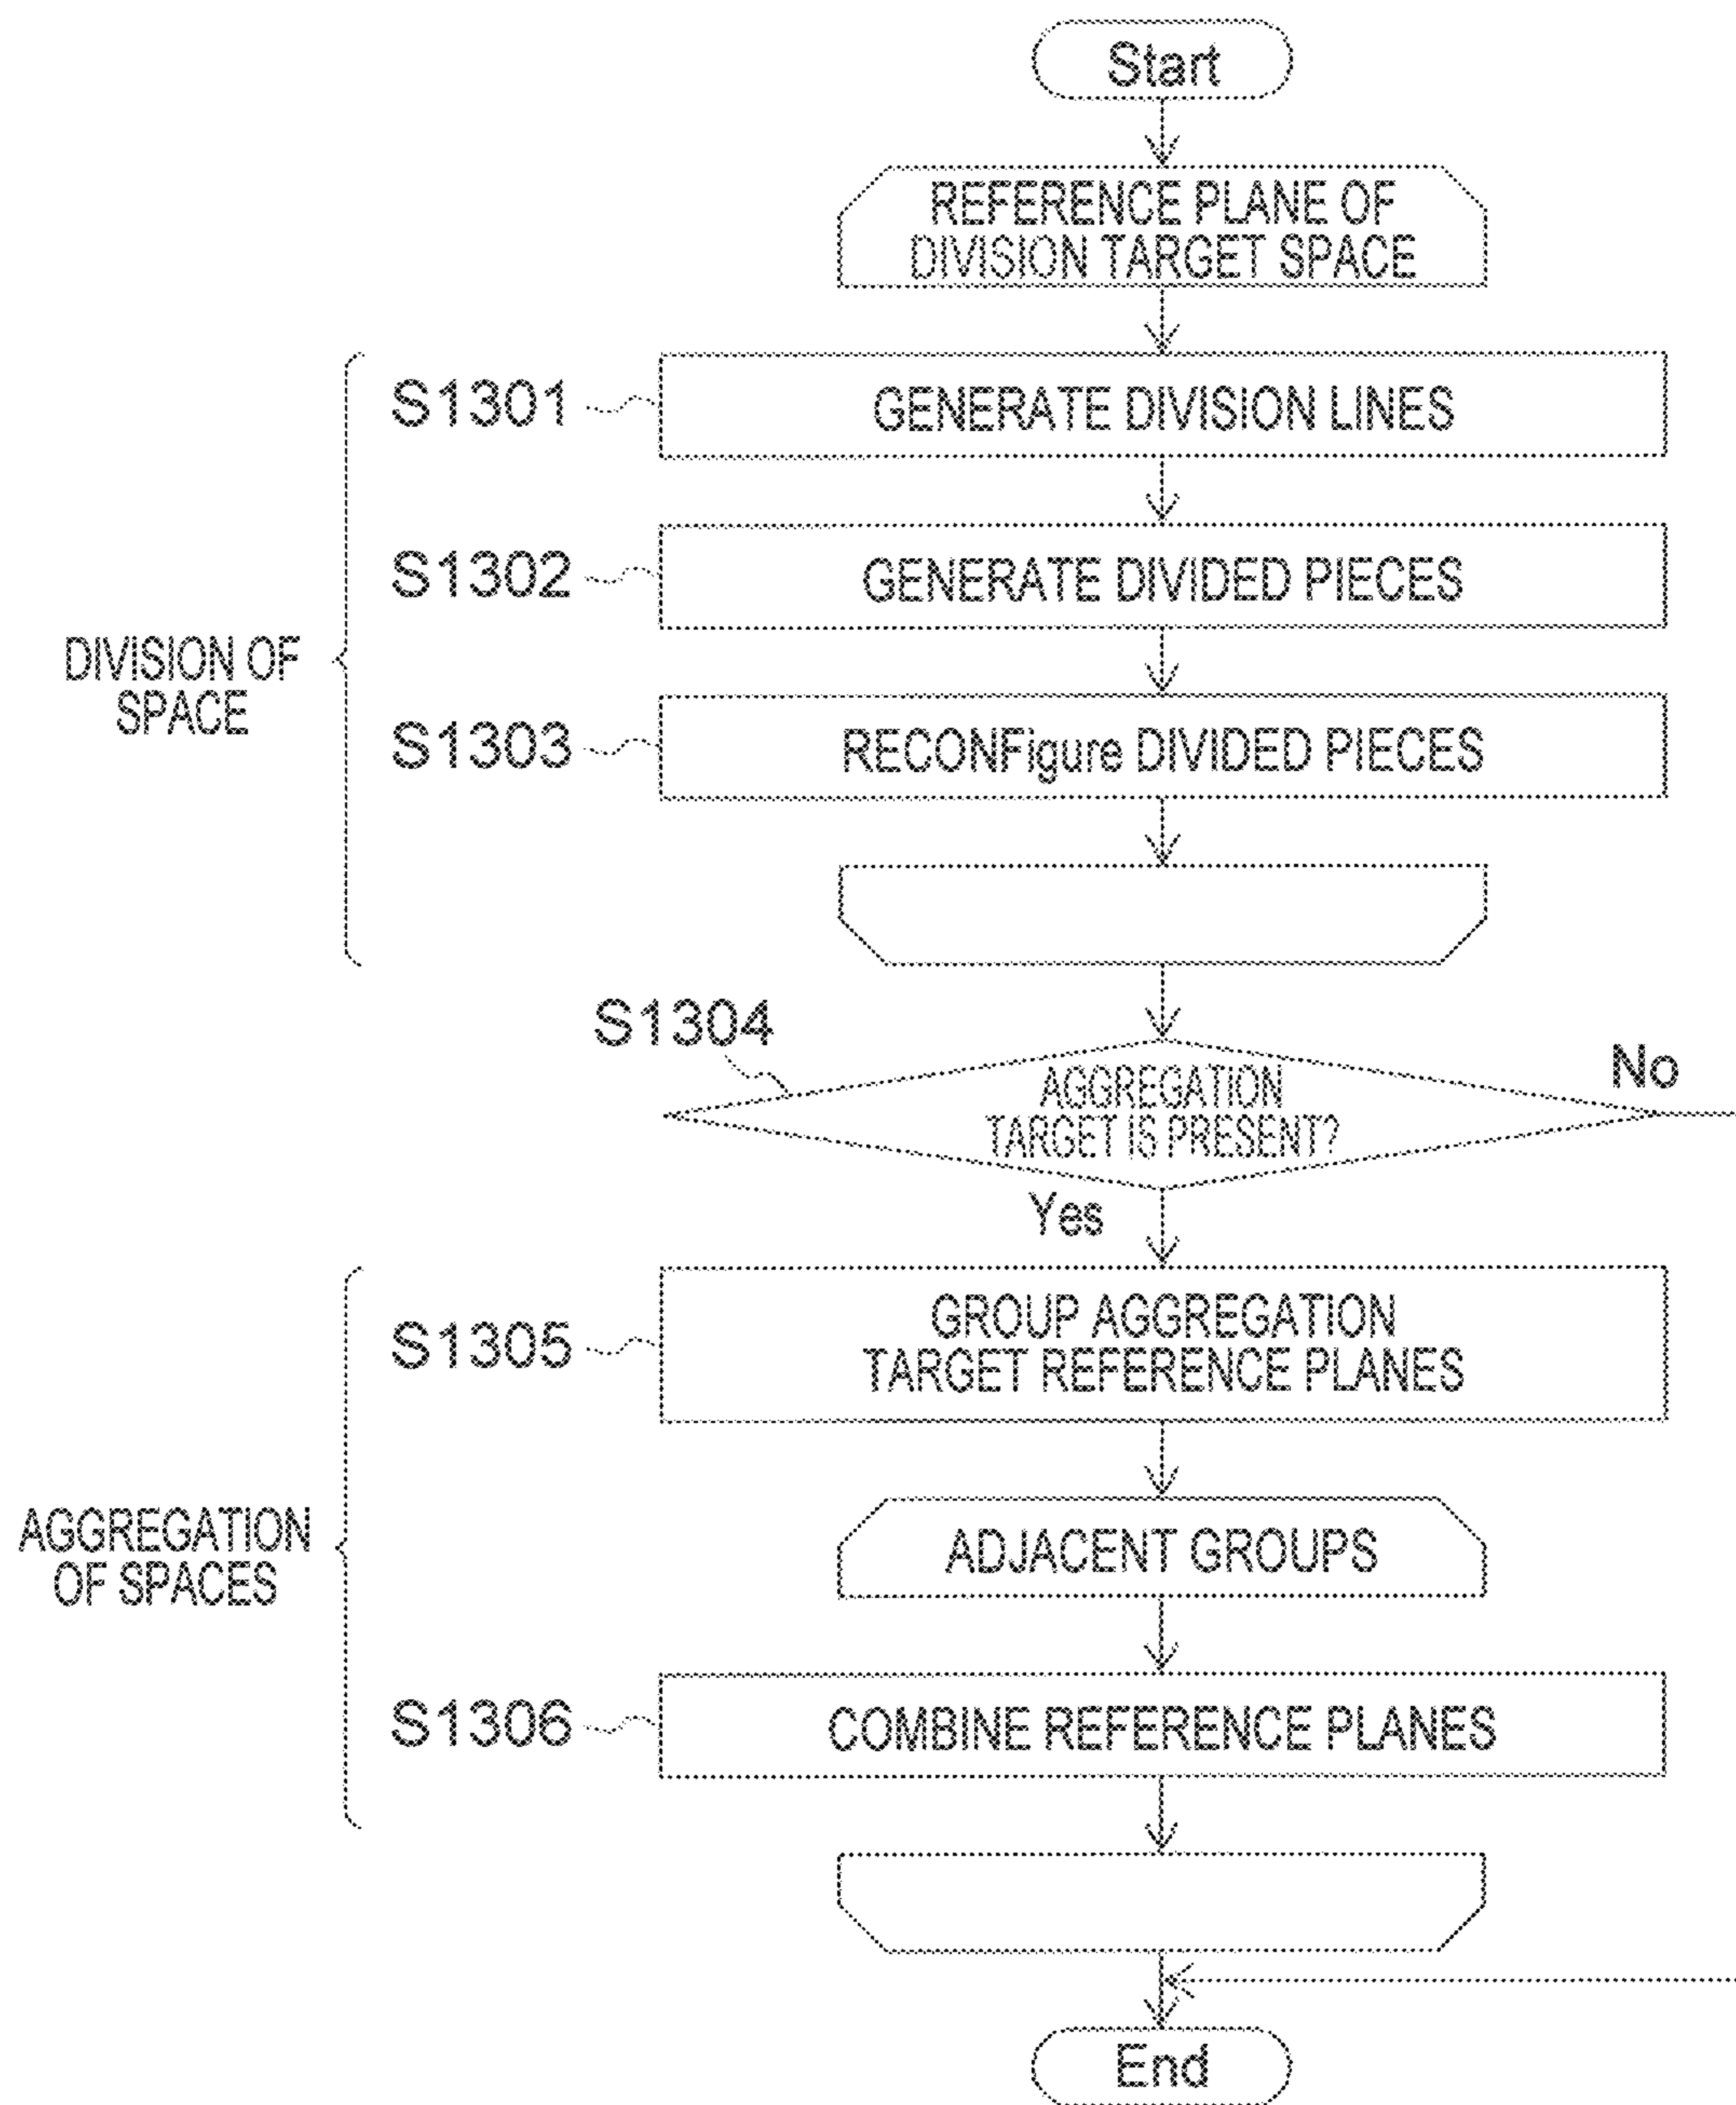 Start
REFERENCE PLANE OF
DIVISION TARGET SPACE
S1301
GENERATE DIVISION LINES
S1302
GENERATE DIVIDED PIECES
DIVISION OF
SPACE
S1303
RECONFigure DIVIDED PIECES
S1304
AGGREGATION
TARGET IS PRESENT?
No
Yes
S1305
GROUP AGGREGATION
TARGET REFERENCE PLANES
AGGREGATION
OF SPACES
ADJACENT GROUPS
S1306
COMBINE REFERENCE PLANES
End